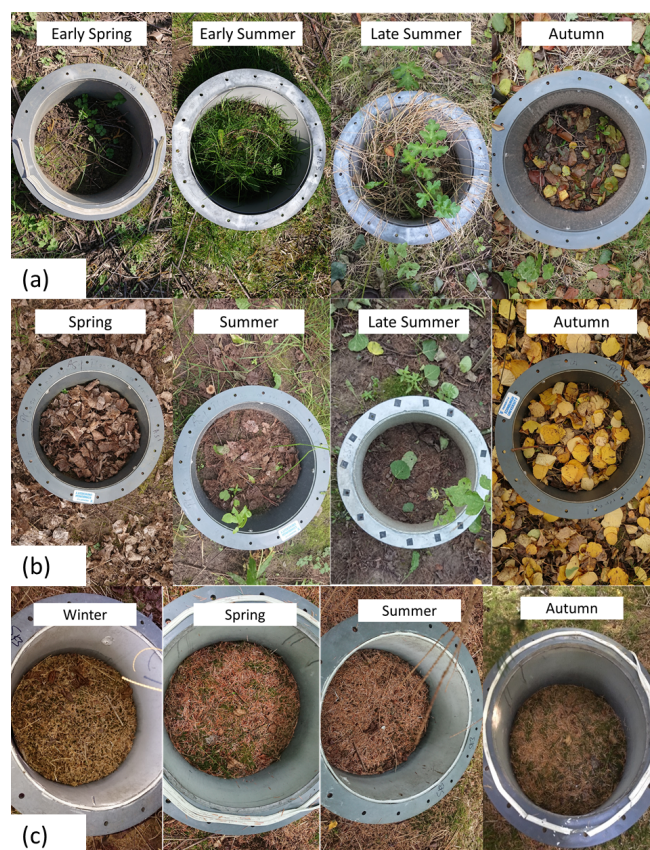 Early Spring
Early Summer
Late Summer
Autumn
(a)
Spring
Summer
Late Summer
Autumn
(b)
Winter
Spring
Summer
Autumn
(c)